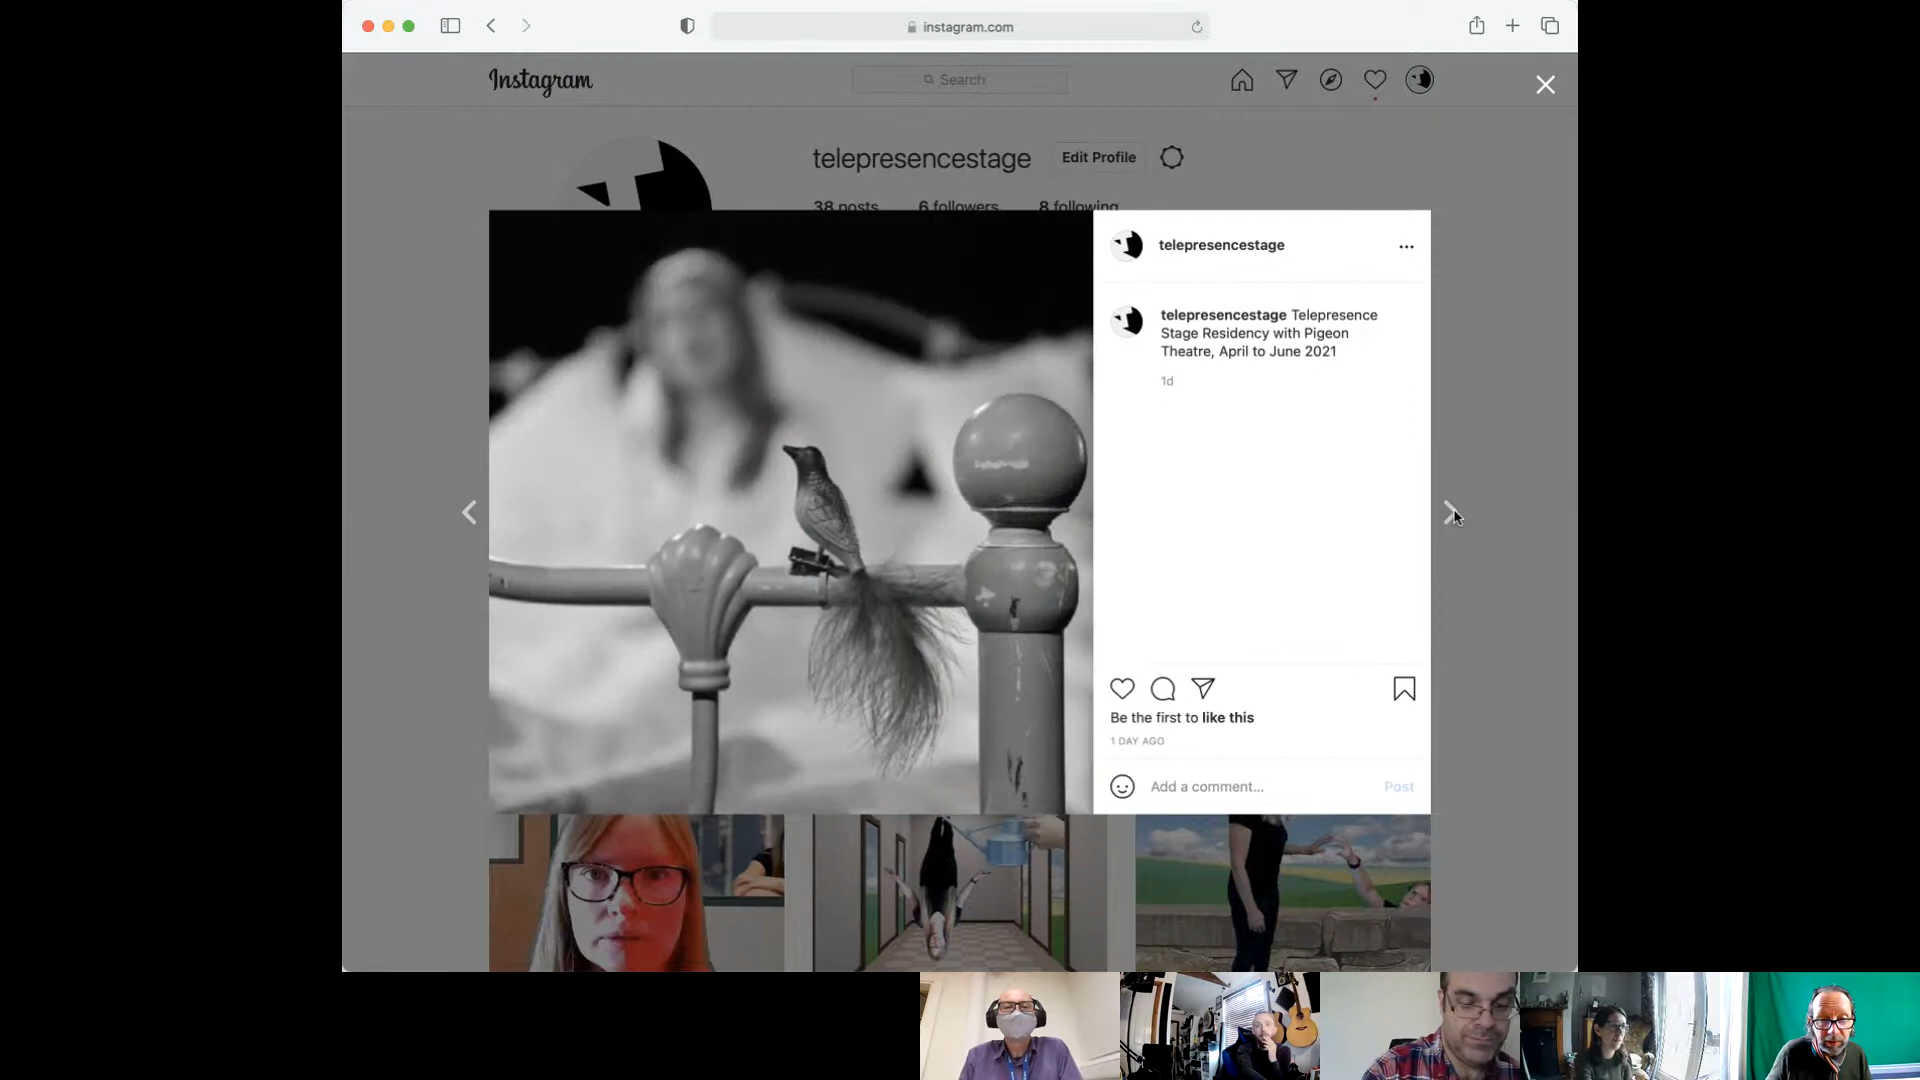 instagram.com
Instagram
Search
telepresencestage
Edit Profile
38 posts
6 followers
8 following
telepresencestage
telepresencestage Telepresence
Stage Residency with Pigeon
Theatre, April to June 2021
1d
Be the first to like this
1 DAY AGO
Add a comment...
Post